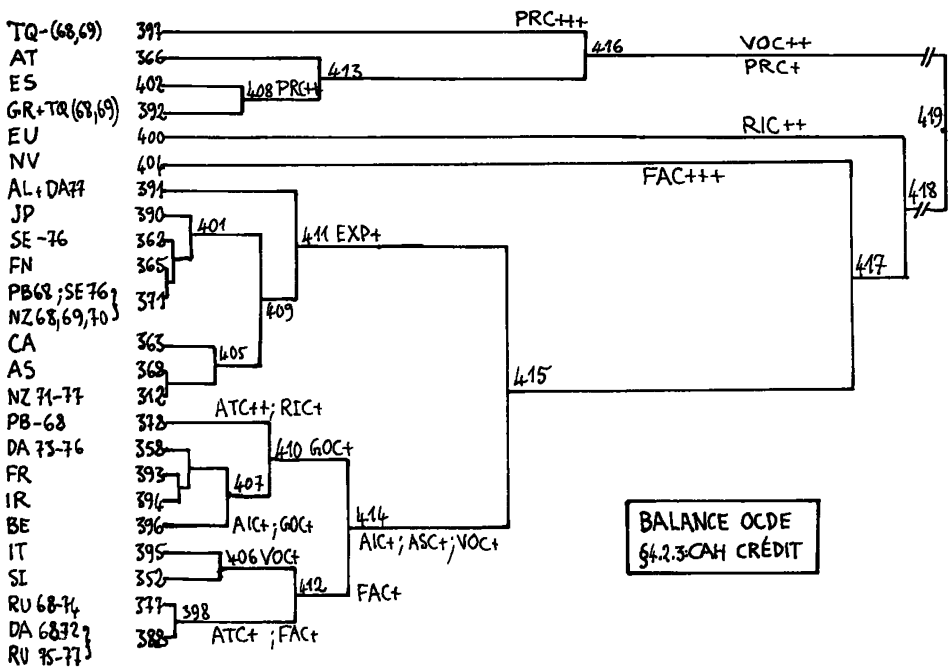 PRC+++
TQ-(68,69) 397
416
VOC++
AT 366
413
PRC+
ES 402
408 PRC++
GR+TQ(68,69) 392
419
EU 400
RIC++
NV 404
FAC+++
AL+DA77 391
418
JP 390
401
411 EXP+
SE-76 362
FN 365
417
PB68;SE76 } 371
NZ68,69,70 }
409
CA 363
405
AS 368
415
NZ 71-77 312
ATC++;RIC+
PB-68 372
DA 73-76 358
410 GOC+
FR 393
407
IR 394
BE 396
AIC+;GOC+
414
AIC+;ASC+;VOC+
BALANCE OCDE
§4.2.3:CAH CRÉDIT
IT 395
406 VOC+
SI 352
412
FAC+
RU 68-74 377
398
DA 68-72 } 388
ATC+ ;FAC+
RU 75-77 }